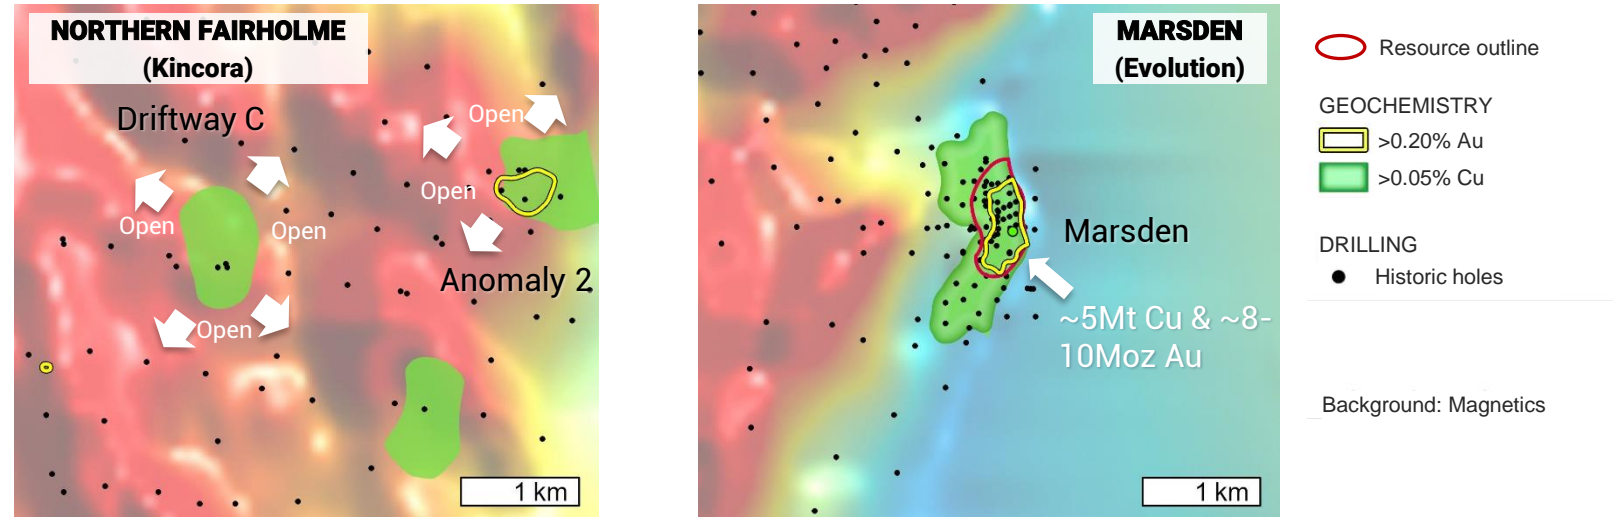 NORTHERN FAIRHOLME
(Kincora)
Driftway C
Open
Open
Open
Open
Open
Open
Anomaly 2
1 km
MARSDEN
(Evolution)
Marsden
~5Mt Cu & ~8-
10Moz Au
1 km
Resource outline
GEOCHEMISTRY
>0.20% Au
>0.05% Cu
DRILLING
Historic holes
Background: Magnetics